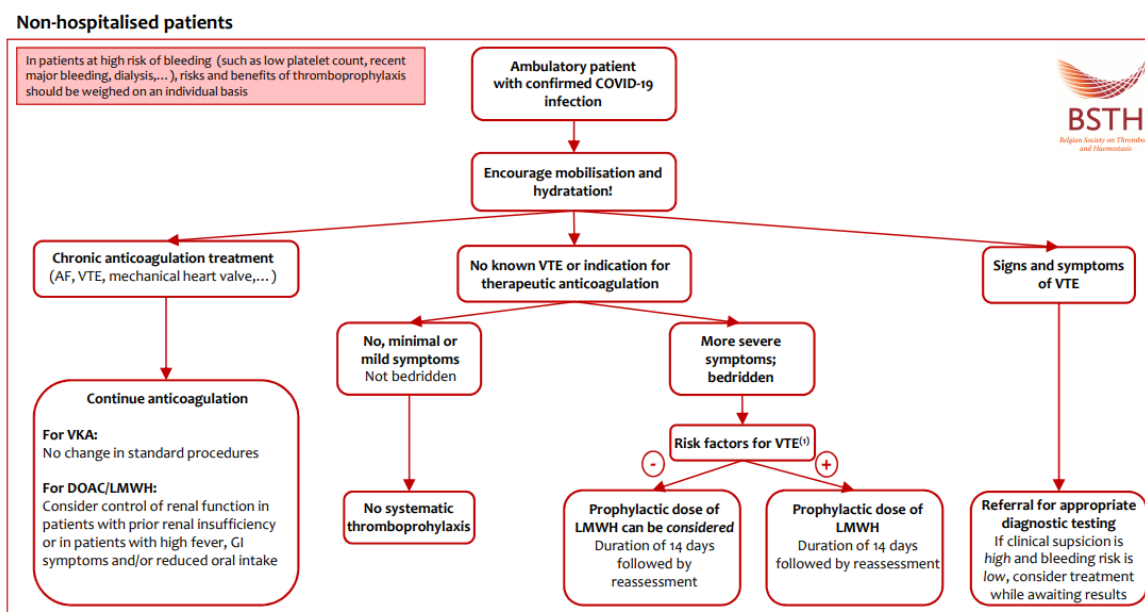 Non-hospitalised patients
In patients at high risk of bleeding (such as low platelet count, recent
major bleeding, dialysis,...), risks and benefits of thromboprophylaxis
should be weighed on an individual basis
Ambulatory patient
with confirmed COVID-19
infection
BSTH
Belgian Society on Thrombosis
and Haemostasis
Encourage mobilisation and
hydratation!
Chronic anticoagulation treatment
(AF, VTE, mechanical heart valve,...)
No known VTE or indication for
therapeutic anticoagulation
Signs and symptoms
of VTE
No, minimal or
mild symptoms
Not bedridden
More severe
symptoms;
bedridden
Continue anticoagulation
For VKA:
No change in standard procedures
For DOAC/LMWH:
Consider control of renal function in
patients with prior renal insufficiency
or in patients with high fever, GI
symptoms and/or reduced oral intake
Risk factors for VTE(1)
-
+
No systematic
thromboprohylaxis
Prophylactic dose of
LMWH can be considered
Duration of 14 days
followed by
reassessment
Prophylactic dose of
LMWH
Duration of 14 days
followed by reassessment
Referral for appropriate
diagnostic testing
If clinical supsicion is
high and bleeding risk is
low, consider treatment
while awaiting results